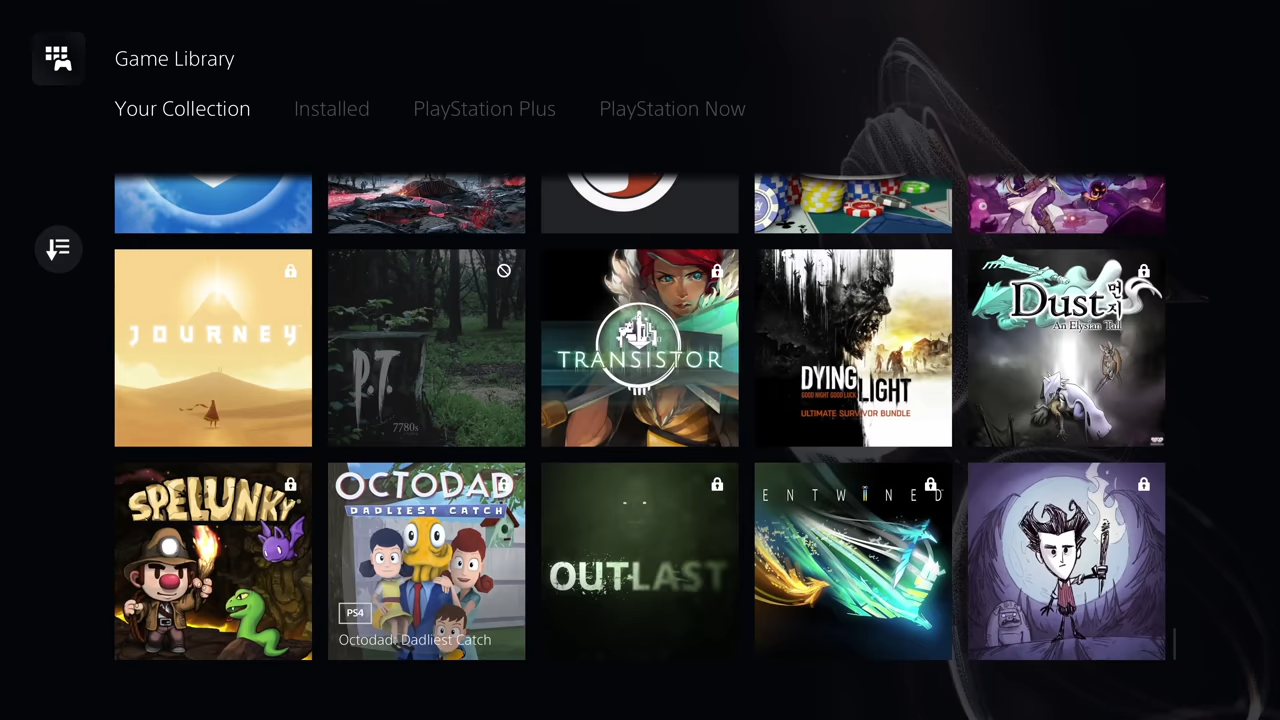 Game Library
Your Collection
Installed
PlayStation Plus
PlayStation Now
JOURNEY
P.T.
7780s
TRANSISTOR
DYING LIGHT
GOOD NIGHT GOOD LUCK
ULTIMATE SURVIVOR BUNDLE
Dust
먼지
An Elysian Tail
SPELUNKY
OCTODAD
DADLIEST CATCH
PS4
Octodad: Dadliest Catch
OUTLAST
ENTWINED